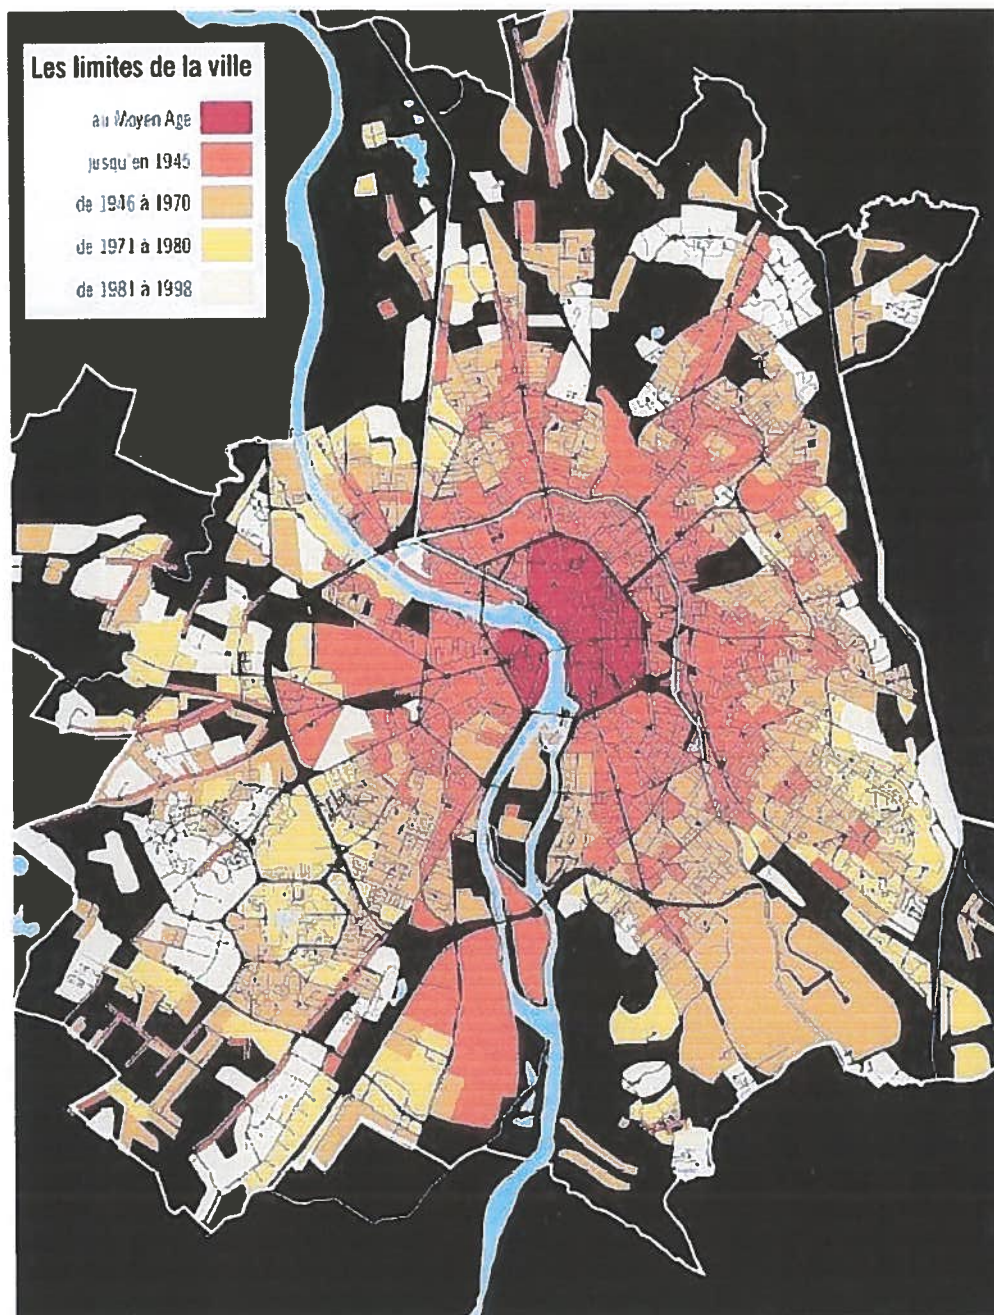 Les limites de la ville
au Moyen Age
jusqu'en 1945
de 1946 à 1970
de 1971 à 1980
de 1981 à 1998